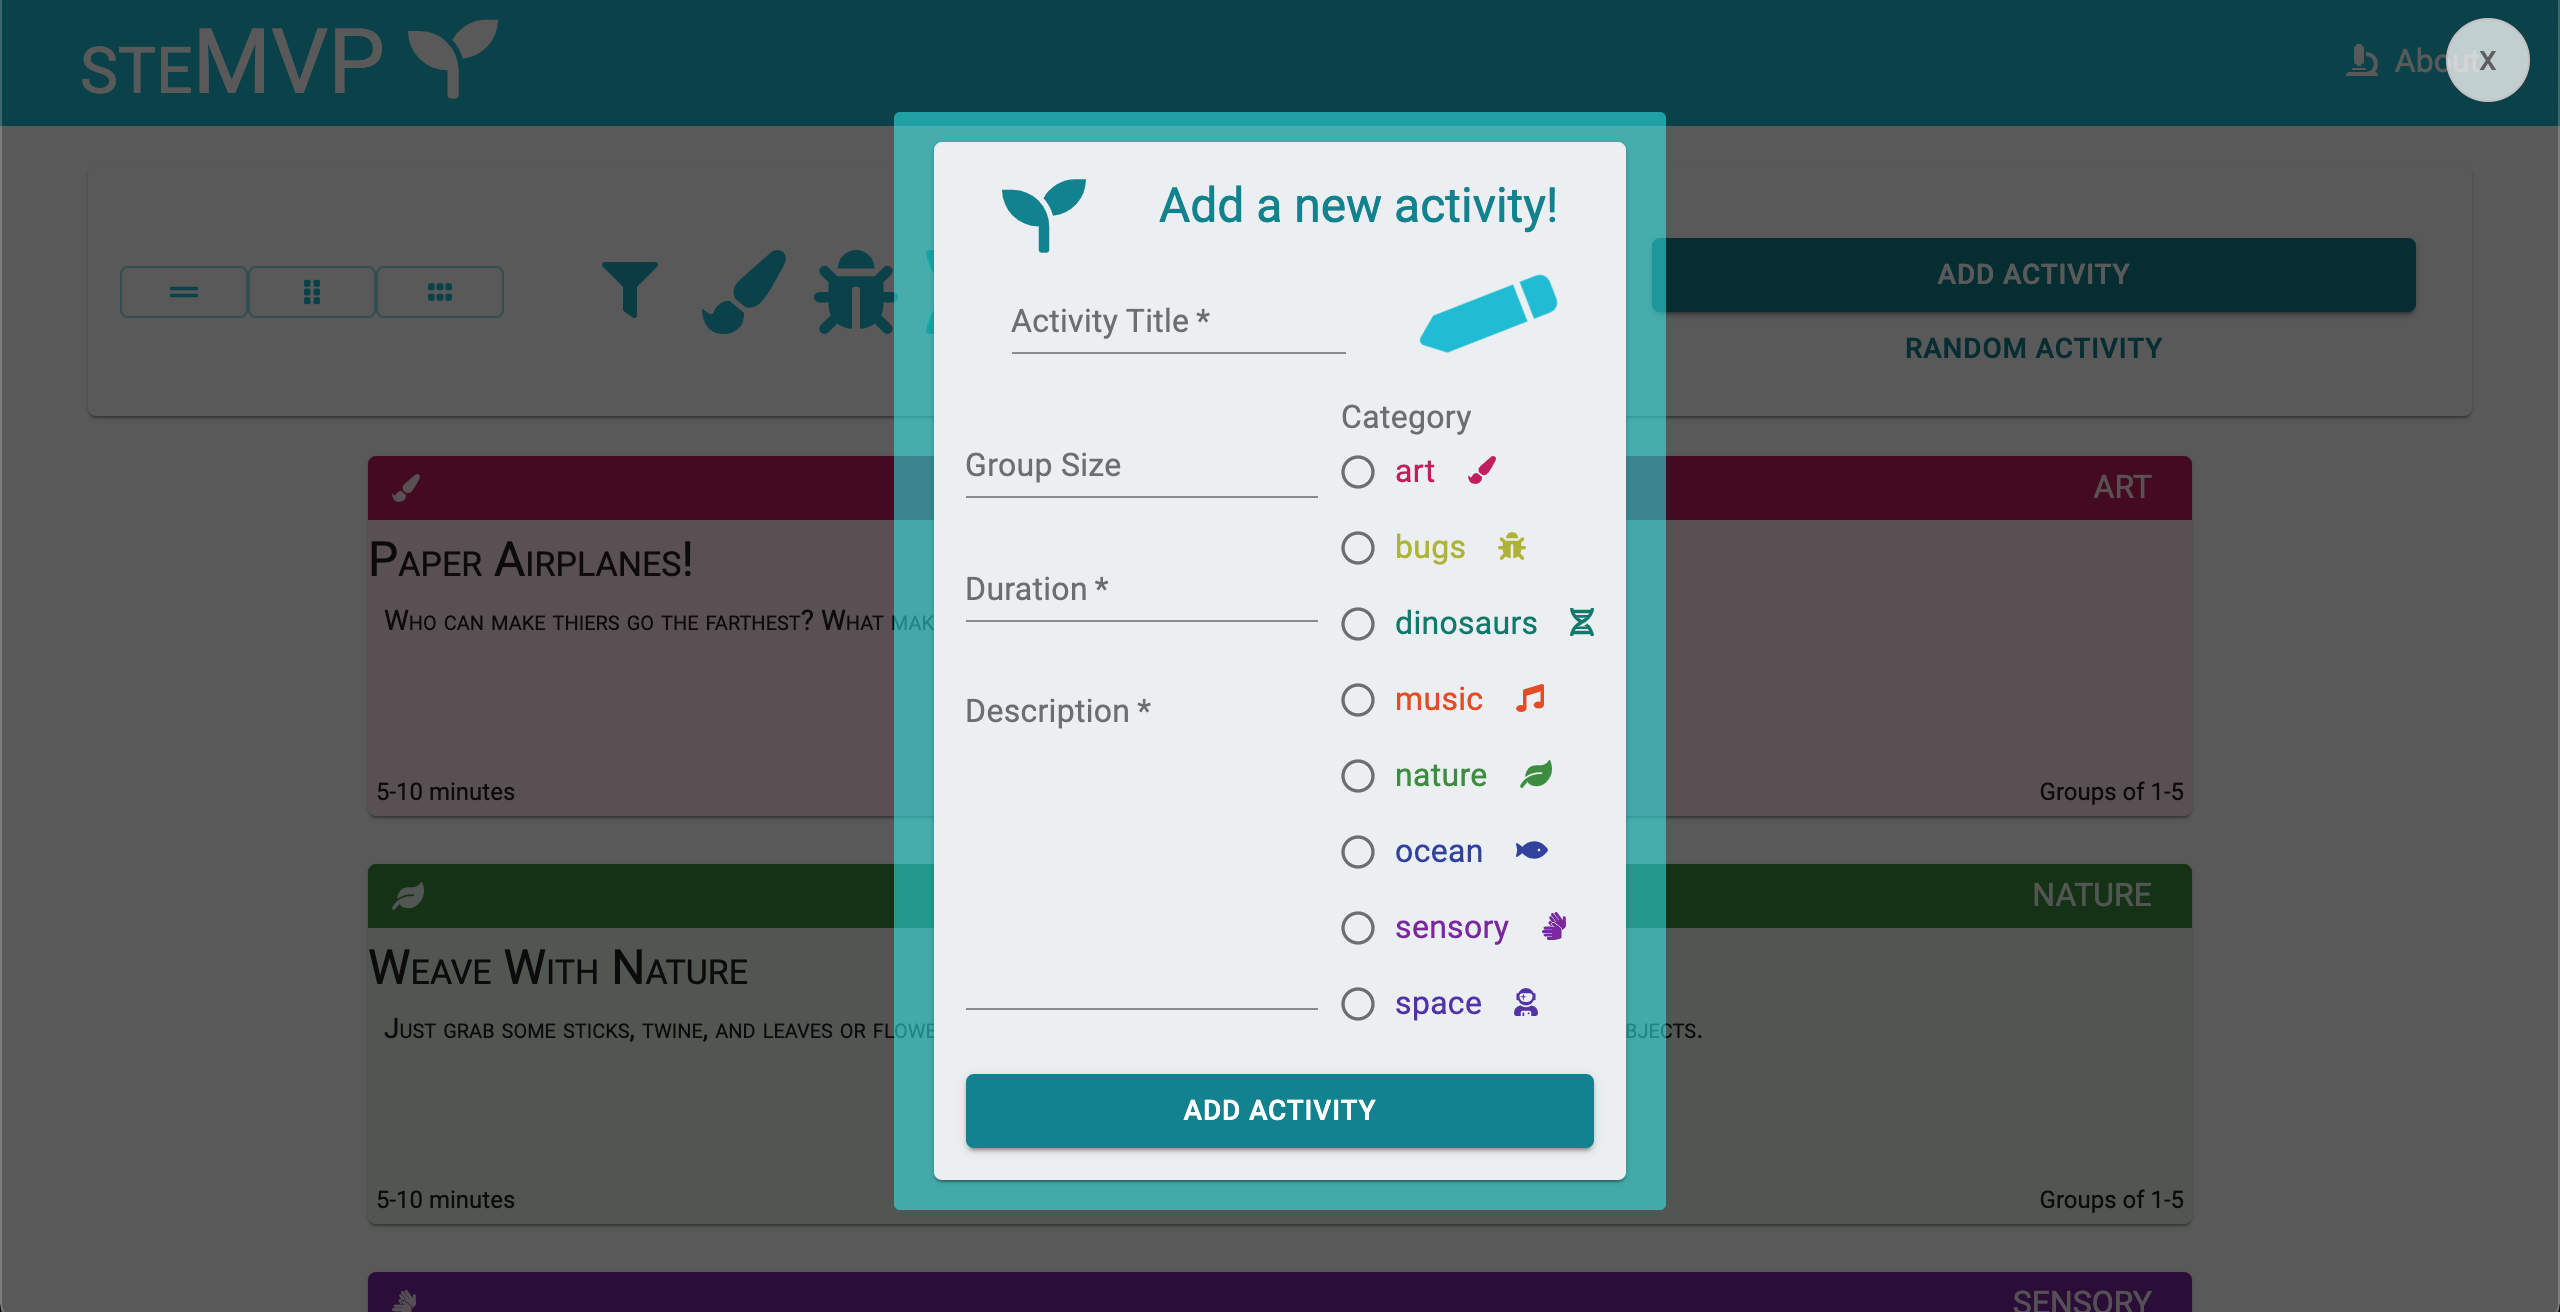 STEMVP
About
X
Add a new activity!
Activity Title *
Group Size
Duration *
Description *
Category
art
bugs
dinosaurs
music
nature
ocean
sensory
space
ADD ACTIVITY
ADD ACTIVITY
RANDOM ACTIVITY
ART
PAPER AIRPLANES!
WHO CAN MAKE THIERS GO THE FARTHEST? WHAT MAK
5-10 minutes
Groups of 1-5
NATURE
WEAVE WITH NATURE
JUST GRAB SOME STICKS, TWINE, AND LEAVES OR FLOWE BJECTS.
5-10 minutes
Groups of 1-5
SENSORY